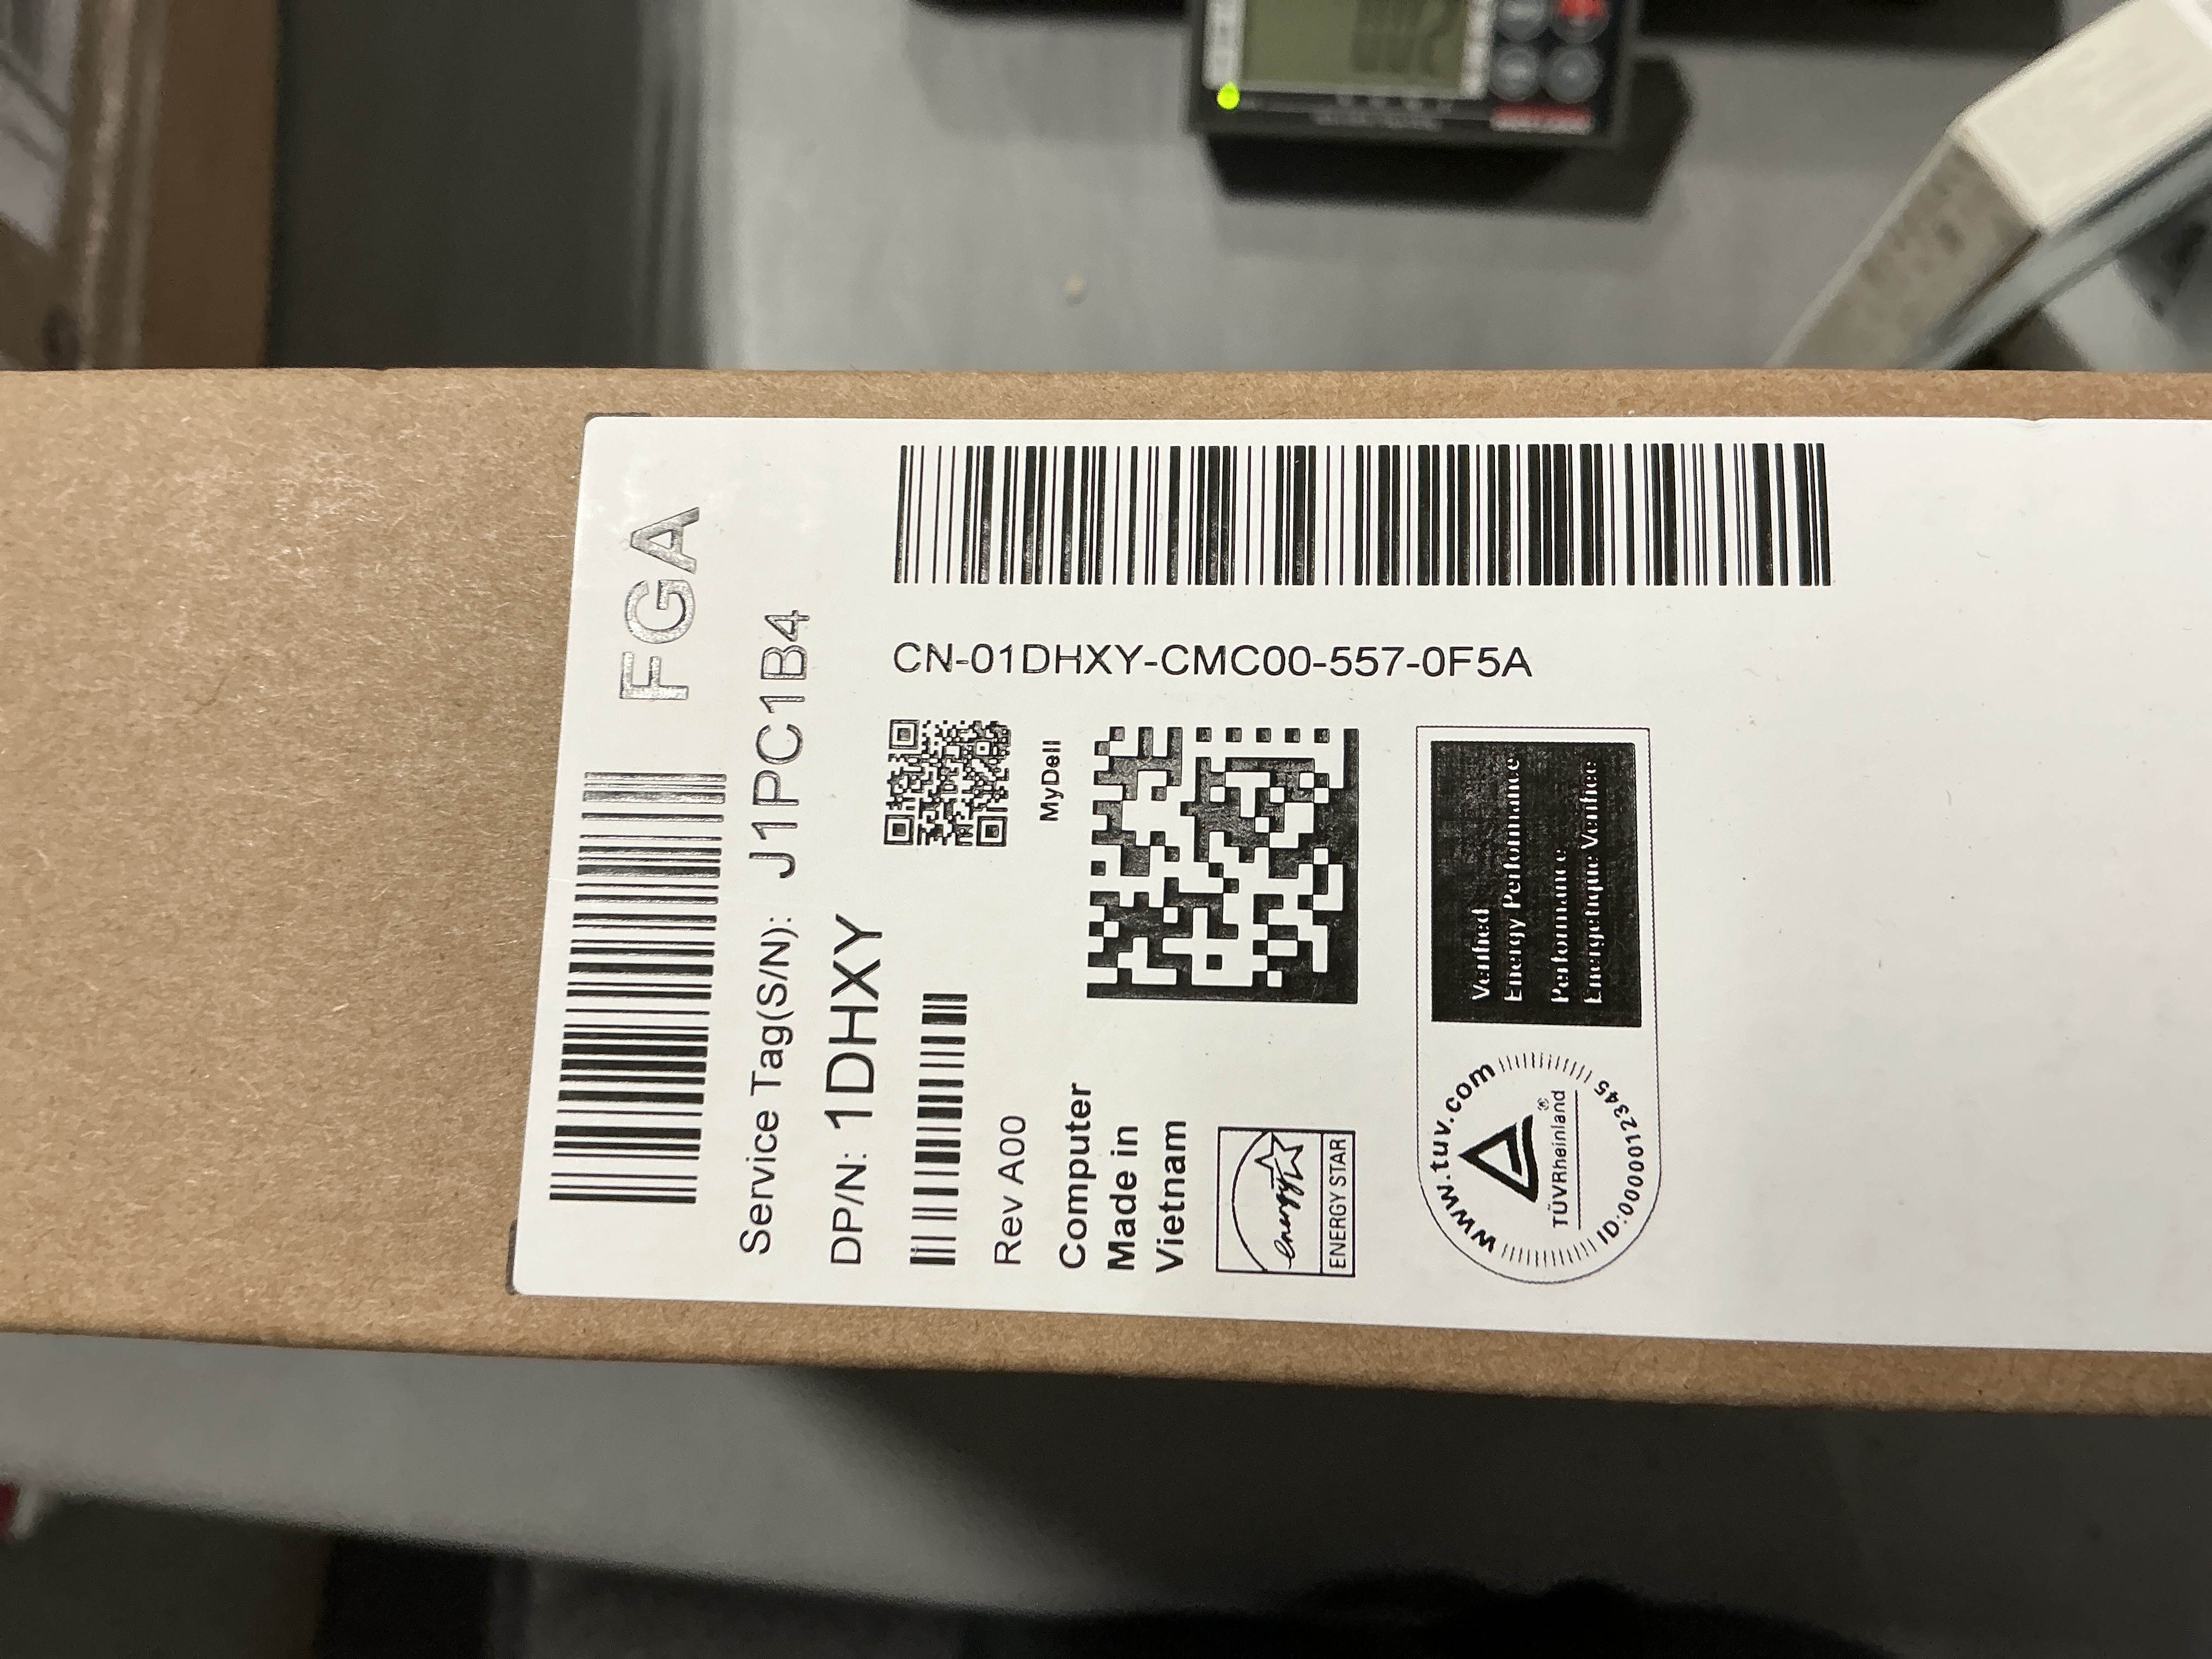 FGA
Service Tag(S/N): J1PC1B4
DP/N: 1DHXY
CN-01DHXY-CMC00-557-0F5A
Rev A00
MyDell
Computer
Made in
Vietnam
energy
ENERGY STAR
www.tuv.com
TÜVRheinland®
ID:0000012345
Verified
Energy Performance
Performance
Energetique Verifiee